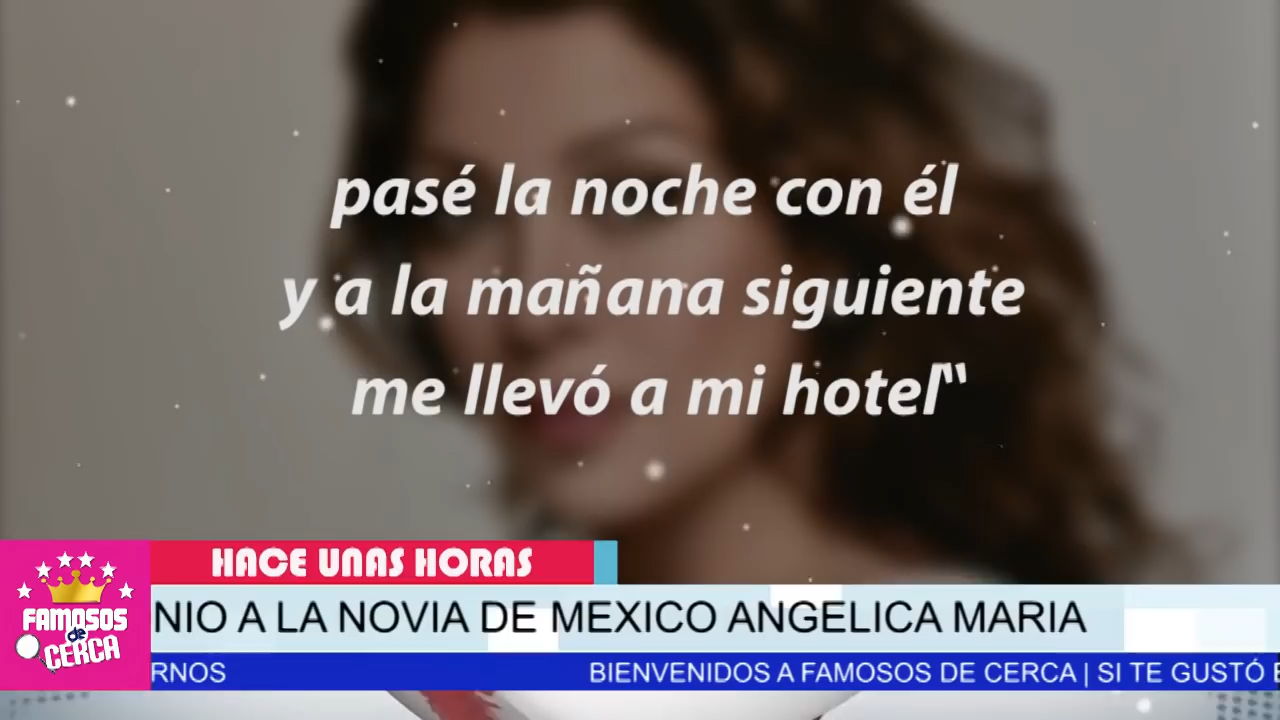 pasé la noche con él
y a la mañana siguiente
me llevó a mi hotel"
HACE UNAS HORAS
FAMOSOS
de
CERCA
NIO A LA NOVIA DE MEXICO ANGELICA MARIA
RNOS BIENVENIDOS A FAMOSOS DE CERCA | SI TE GUSTÓ E